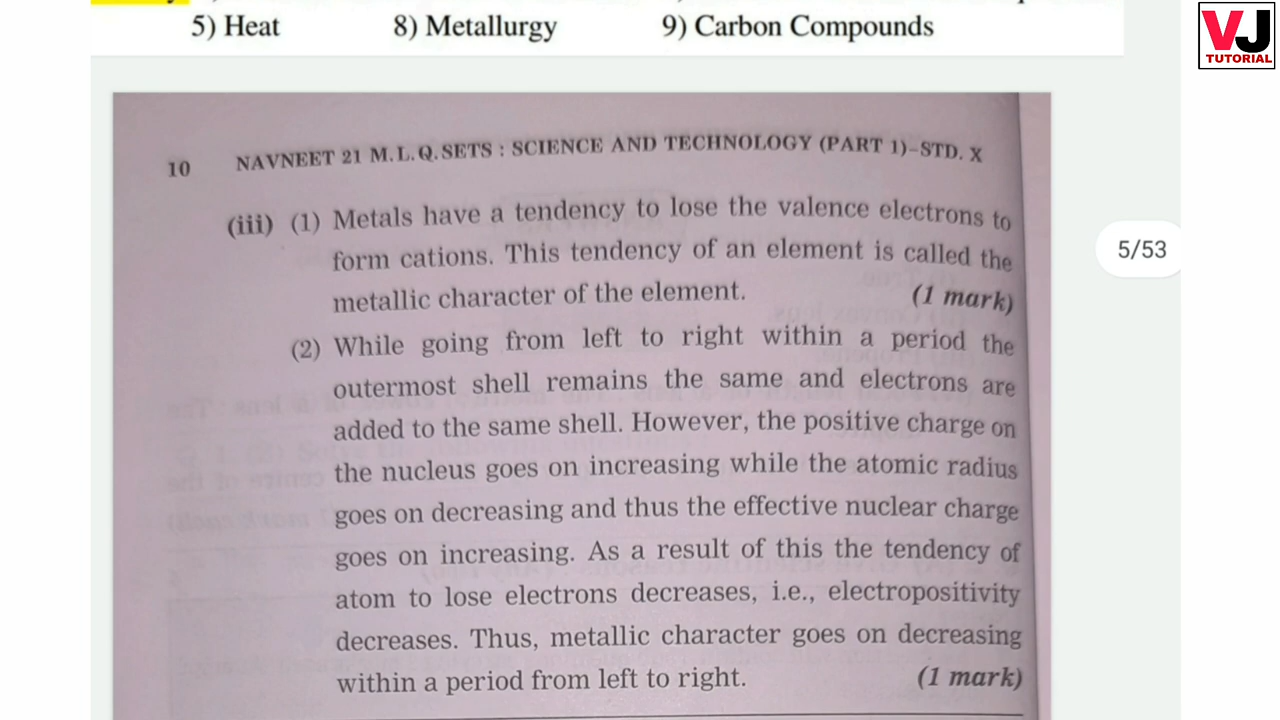 5) Heat 8) Metallurgy 9) Carbon Compounds
VJ
TUTORIAL
10 NAVNEET 21 M.L.Q. SETS : SCIENCE AND TECHNOLOGY (PART 1)–STD. X
5/53
(iii) (1) Metals have a tendency to lose the valence electrons to
form cations. This tendency of an element is called the
metallic character of the element. (1 mark)
(2) While going from left to right within a period the
outermost shell remains the same and electrons are
added to the same shell. However, the positive charge on
the nucleus goes on increasing while the atomic radius
goes on decreasing and thus the effective nuclear charge
goes on increasing. As a result of this the tendency of
atom to lose electrons decreases, i.e., electropositivity
decreases. Thus, metallic character goes on decreasing
within a period from left to right. (1 mark)